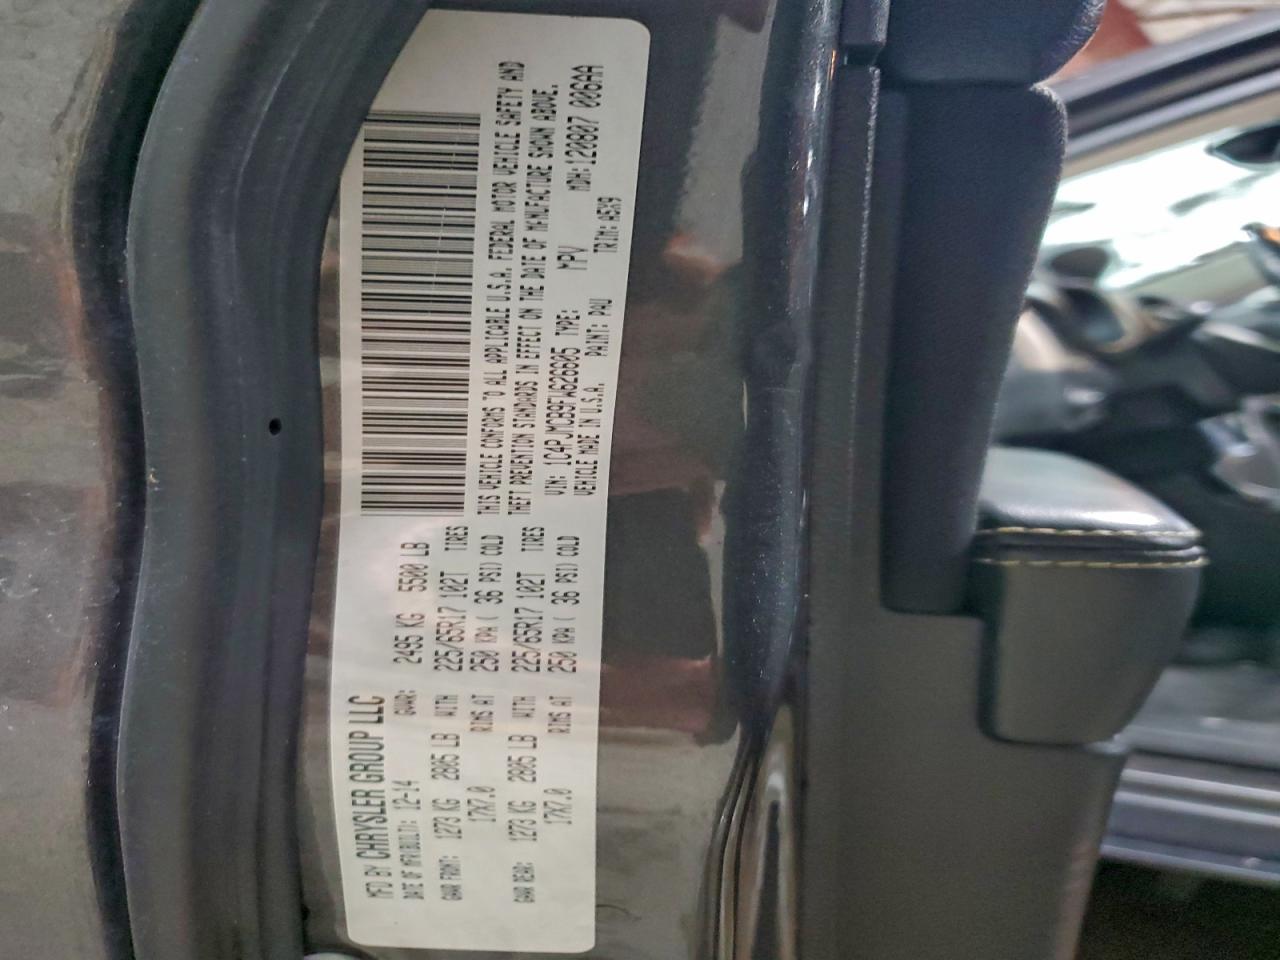 MFD BY CHRYSLER GROUP LLC
DATE OF MFR(BUILT): 12-14 GVWR: 2495 KG 5500 LB
GAWR FRONT: 1273 KG 2805 LB WITH 225/65R17 102T TIRES
17X7.0 RIMS AT 250 KPA ( 36 PSI) COLD
GAWR REAR: 1273 KG 2805 LB WITH 225/65R17 102T TIRES
17X7.0 RIMS AT 250 KPA ( 36 PSI) COLD
THIS VEHICLE CONFORMS TO ALL APPLICABLE U.S.A. FEDERAL MOTOR VEHICLE SAFETY AND
THEFT PREVENTION STANDARDS IN EFFECT ON THE DATE OF MANUFACTURE SHOWN ABOVE.
VIN: 1C4PJMCB9FW626605 TYPE: MPV MDH: 120807 006AA
VEHICLE MADE IN U.S.A. PAINT: PAU TRIM: A5X9